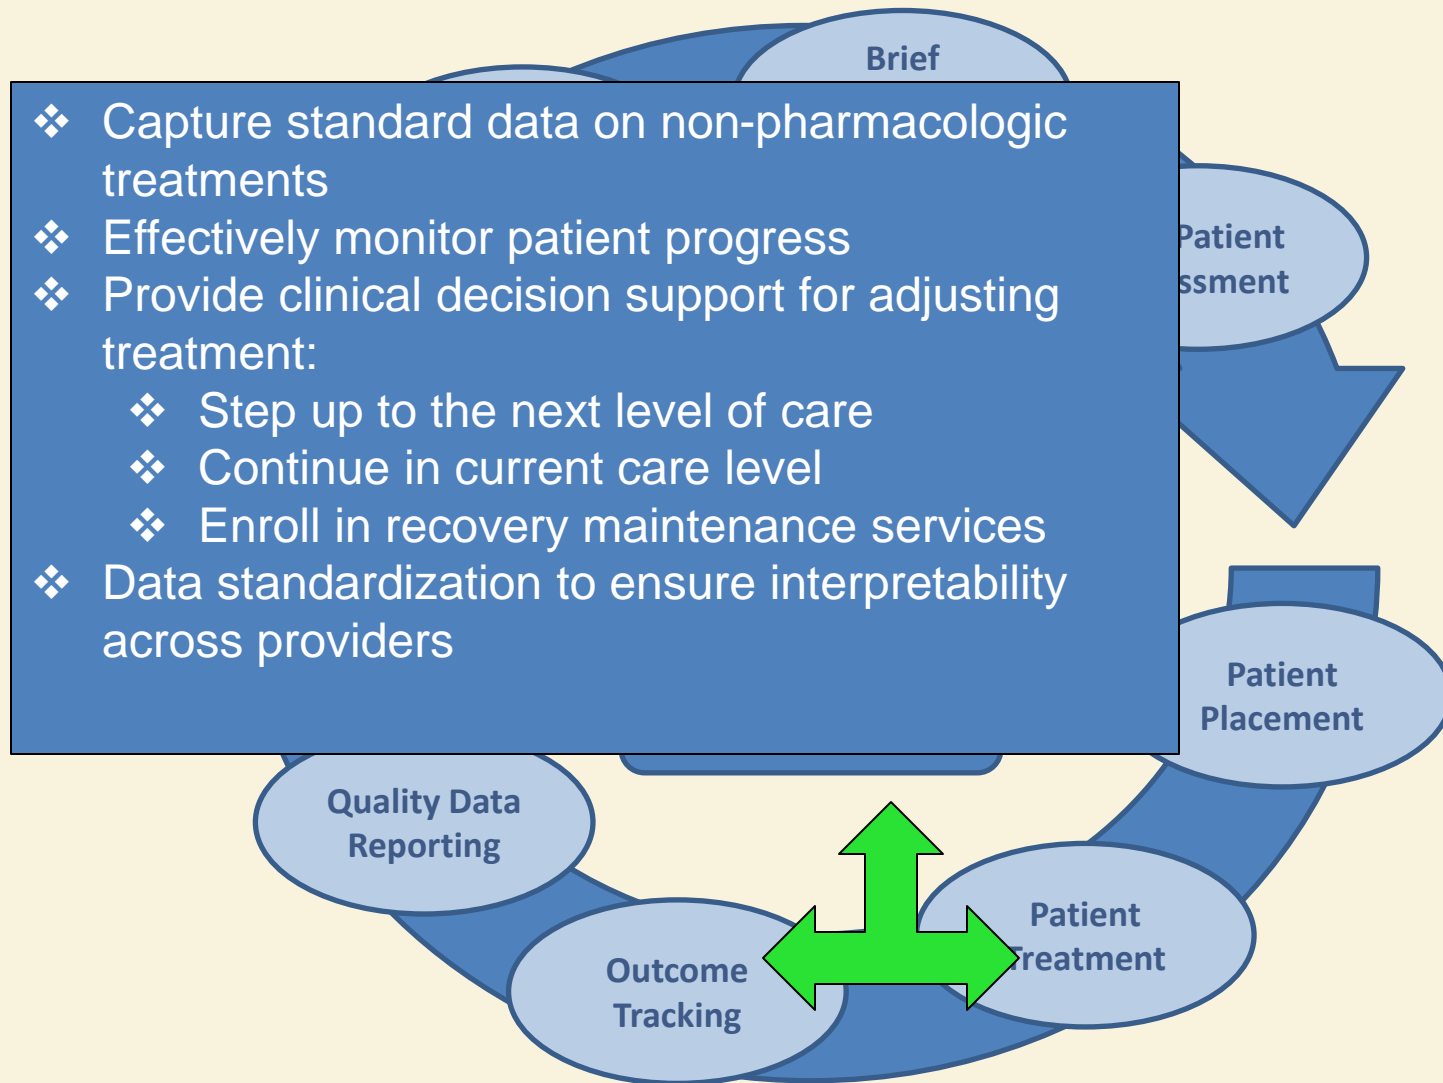 Brief
❖ Capture standard data on non-pharmacologic
treatments
❖ Effectively monitor patient progress
❖ Provide clinical decision support for adjusting
treatment:
❖ Step up to the next level of care
❖ Continue in current care level
❖ Enroll in recovery maintenance services
❖ Data standardization to ensure interpretability
across providers
Patient
ssment
Patient
Placement
Quality Data
Reporting
Patient
Treatment
Outcome
Tracking